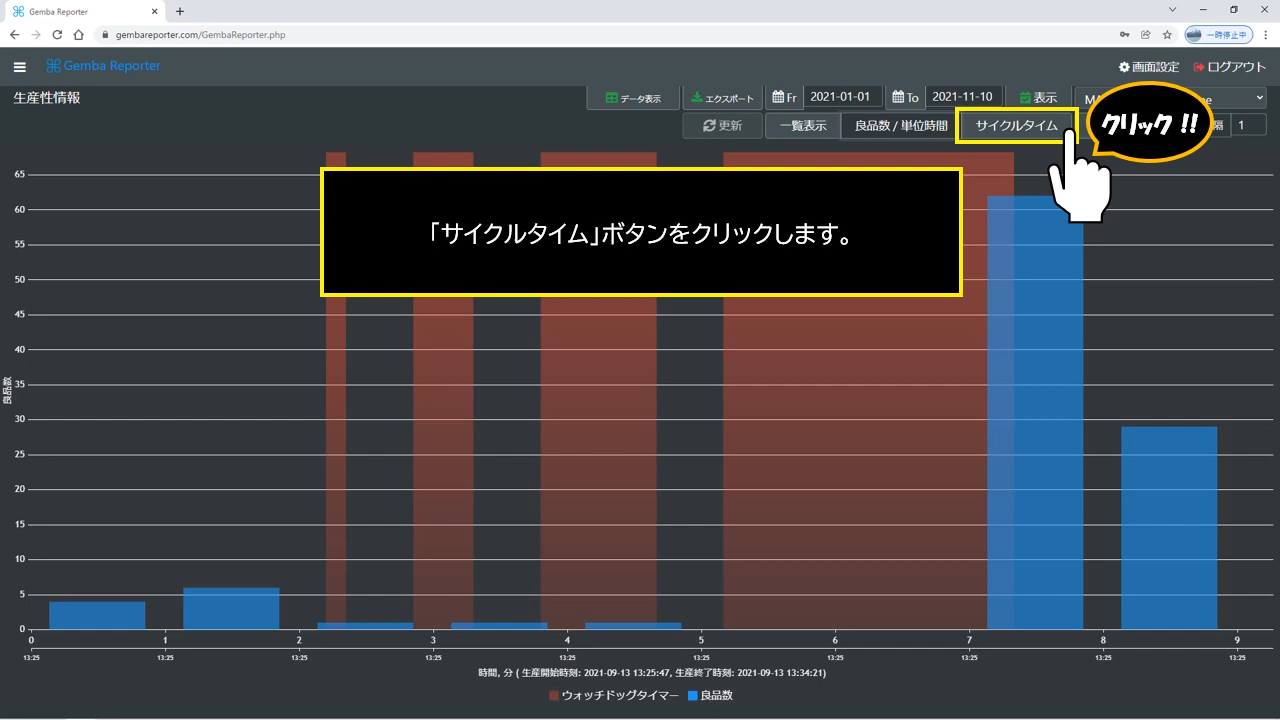 Gemba Reporter
gembareporter.com/GembaReporter.php
一時停止中
Gemba Reporter
画面設定
ログアウト
生産性情報
データ表示
エクスポート
Fr
2021-01-01
To
2021-11-10
表示
更新
一覧表示
良品数 / 単位時間
サイクルタイム
隔
1
クリック !!
「サイクルタイム」ボタンをクリックします。
良品数
65
60
55
50
45
40
35
30
25
20
15
10
5
0
0 1 2 3 4 5 6 7 8 9
13:25 13:25 13:25 13:25 13:25 13:25 13:25 13:25 13:25 13:25
時間, 分 ( 生産開始時刻: 2021-09-13 13:25:47, 生産終了時刻: 2021-09-13 13:34:21)
ウォッチドッグタイマー 良品数